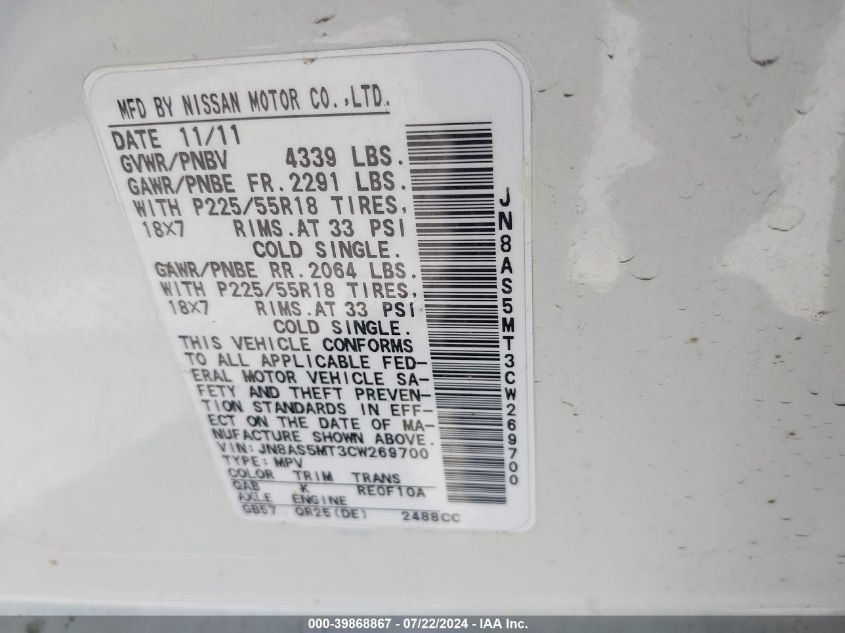 MFD BY NISSAN MOTOR CO.,LTD.
DATE 11/11
GVWR/PNBV 4339 LBS.
GAWR/PNBE FR.2291 LBS.
WITH P225/55R18 TIRES,
18X7 RIMS.AT 33 PSI
COLD SINGLE.
GAWR/PNBE RR.2064 LBS.
WITH P225/55R18 TIRES,
18X7 RIMS.AT 33 PSI
COLD SINGLE.
THIS VEHICLE CONFORMS
TO ALL APPLICABLE FED-
ERAL MOTOR VEHICLE SA-
FETY AND THEFT PREVEN-
TION STANDARDS IN EFF-
ECT ON THE DATE OF MA-
NUFACTURE SHOWN ABOVE.
VIN: JN8AS5MT3CW269700
TYPE: MPV
COLOR TRIM TRANS
QAB K RE0F10A
AXLE ENGINE
GB57 QR25(DE) 2488CC
JN8AS5MT3CW269700
000-39868867 - 07/22/2024 - IAA Inc.